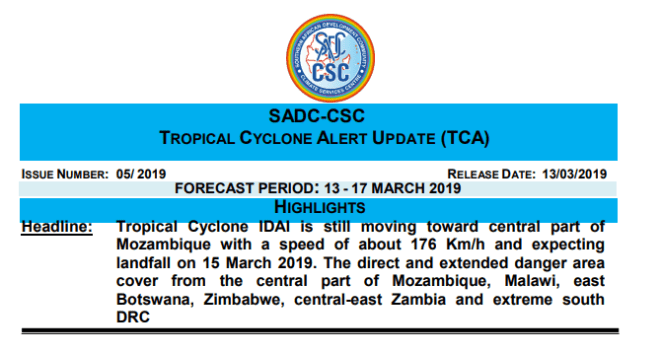 SOUTHERN AFRICAN DEVELOPMENT COMMUNITY
SADC
CSC
CLIMATE SERVICES CENTRE
SADC-CSC
TROPICAL CYCLONE ALERT UPDATE (TCA)
ISSUE NUMBER: 05/ 2019 RELEASE DATE: 13/03/2019
FORECAST PERIOD: 13 - 17 MARCH 2019
HIGHLIGHTS
Headline: Tropical Cyclone IDAI is still moving toward central part of
Mozambique with a speed of about 176 Km/h and expecting
landfall on 15 March 2019. The direct and extended danger area
cover from the central part of Mozambique, Malawi, east
Botswana, Zimbabwe, central-east Zambia and extreme south
DRC